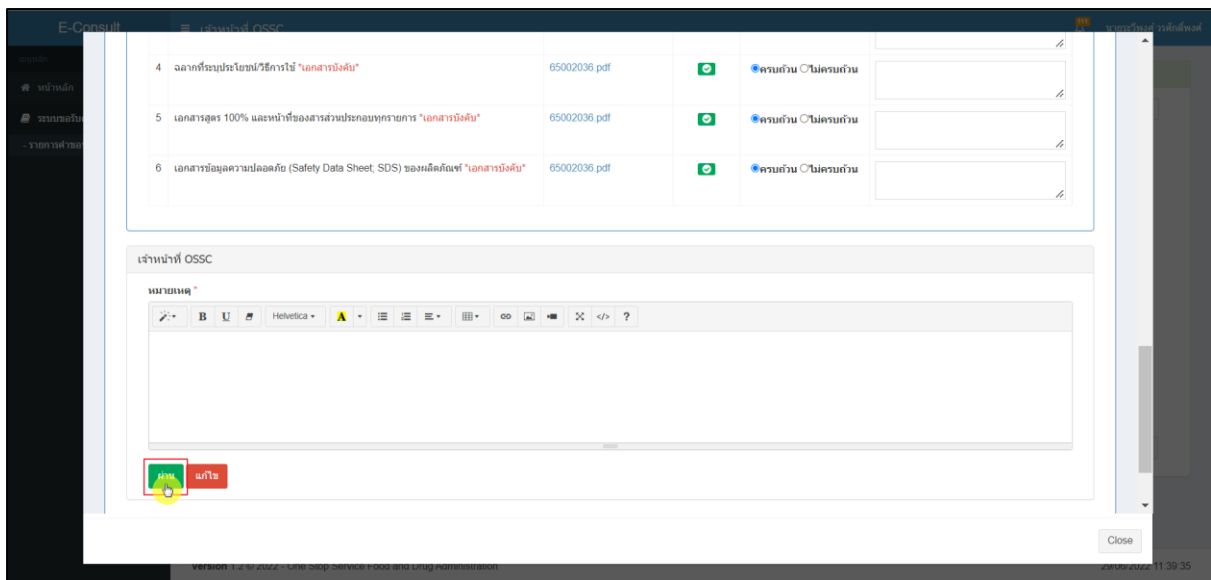 E-Consult
เจ้าหน้าที่ OSSC
หน้าหลัก
4 ฉลากที่ระบุประโยชน์/วิธีการใช้ *เอกสารบังคับ* 65002036.pdf ครบถ้วน ไม่ครบถ้วน
5 เอกสารสูตร 100% และหน้าที่ของสารส่วนประกอบทุกรายการ *เอกสารบังคับ* 65002036.pdf ครบถ้วน ไม่ครบถ้วน
6 เอกสารข้อมูลความปลอดภัย (Safety Data Sheet; SDS) ของผลิตภัณฑ์ *เอกสารบังคับ* 65002036.pdf ครบถ้วน ไม่ครบถ้วน
เจ้าหน้าที่ OSSC
หมายเหตุ *
B U Helvetica A </> ?
ผ่าน แก้ไข
Close
Version 1.2 © 2022 - One Stop Service Food and Drug Administration
29/06/2022 11:39:35